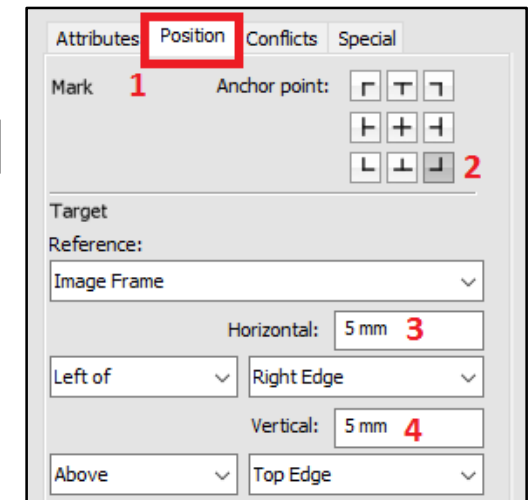 Attributes Position Conflicts Special
Mark 1 Anchor point:
2
Target
Reference:
Image Frame
Horizontal: 5 mm 3
Left of Right Edge
Vertical: 5 mm 4
Above Top Edge